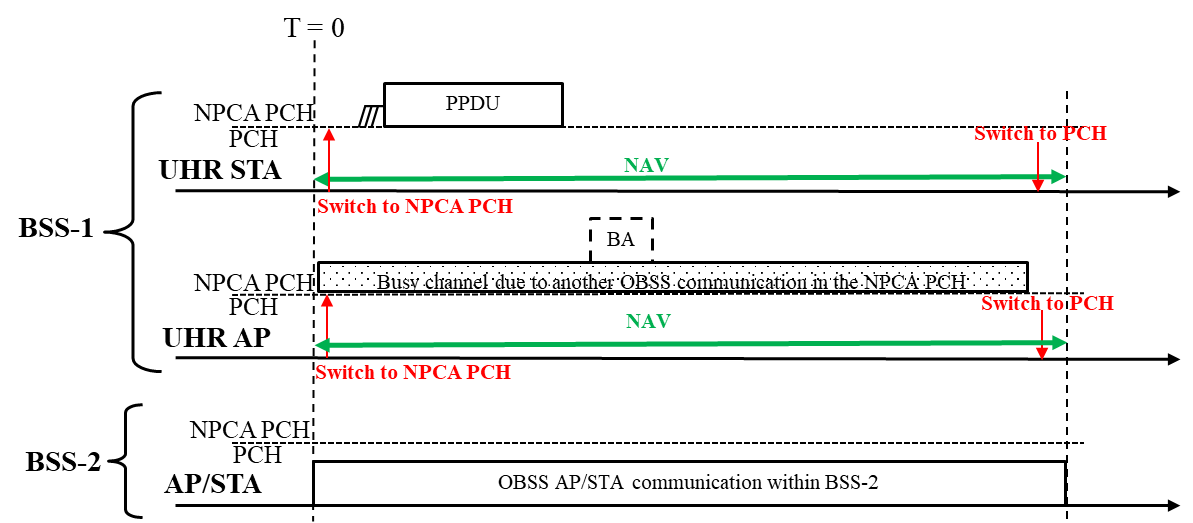 T = 0
NPCA PCH
PPDU
PCH
Switch to PCH
UHR STA
NAV
Switch to NPCA PCH
BSS-1
BA
NPCA PCH
Busy channel due to another OBSS communication in the NPCA PCH
PCH
Switch to PCH
UHR AP
NAV
Switch to NPCA PCH
NPCA PCH
PCH
BSS-2
AP/STA
OBSS AP/STA communication within BSS-2